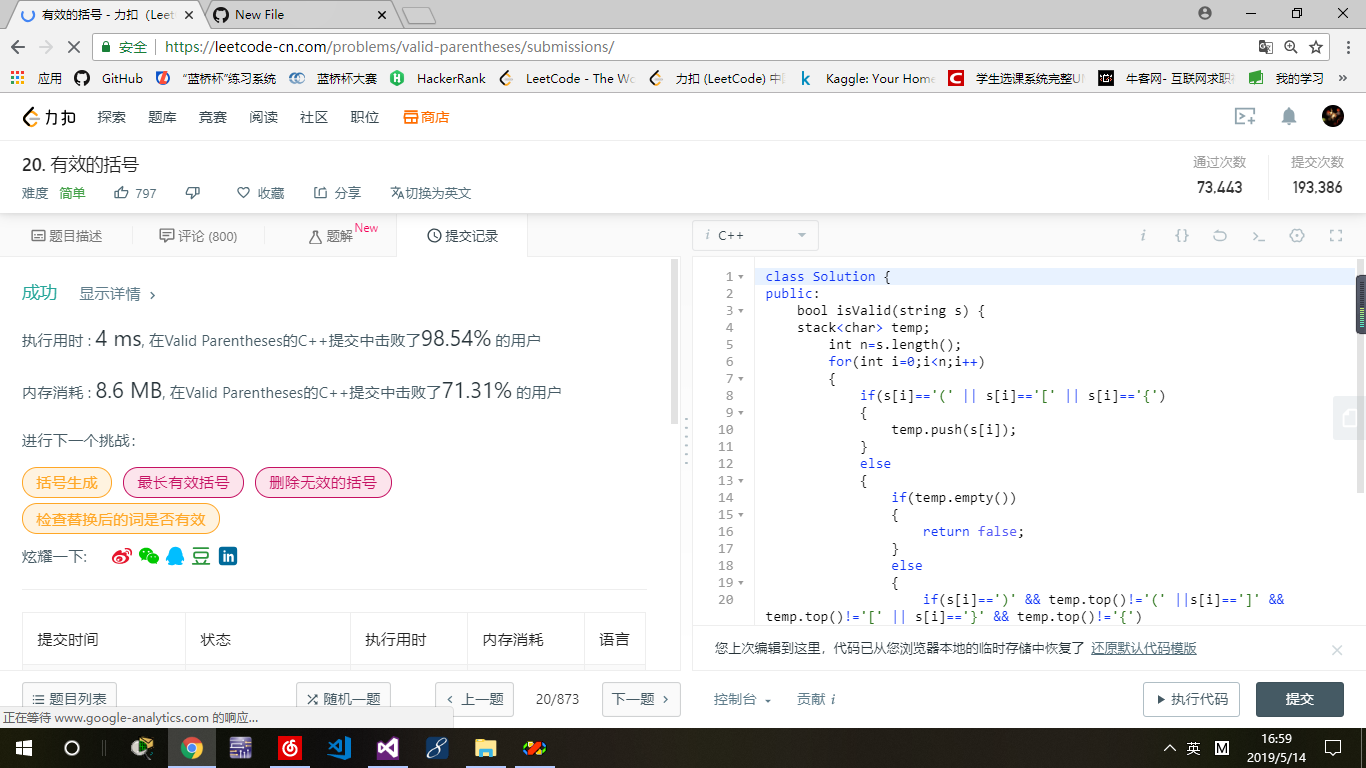 有效的括号 - 力扣（Leet
New File
安全
https://leetcode-cn.com/problems/valid-parentheses/submissions/
应用
GitHub
“蓝桥杯”练习系统
蓝桥杯大赛
HackerRank
LeetCode - The Wo
力扣 (LeetCode) 中
Kaggle: Your Home
学生选课系统完整U
牛客网- 互联网求职
我的学习
»
力扣 探索 题库 竞赛 阅读 社区 职位 商店
20. 有效的括号
通过次数 提交次数
73,443 193,386
难度 简单 797 收藏 分享 切换为英文
题目描述 评论 (800) 题解 New 提交记录
成功 显示详情 ›
执行用时 : 4 ms, 在Valid Parentheses的C++提交中击败了98.54% 的用户
内存消耗 : 8.6 MB, 在Valid Parentheses的C++提交中击败了71.31% 的用户
进行下一个挑战:
括号生成 最长有效括号 删除无效的括号
检查替换后的词是否有效
炫耀一下: 豆 in
提交时间 状态 执行用时 内存消耗 语言
题目列表 随机一题 ‹ 上一题 20/873 下一题 ›
正在等待 www.google-analytics.com 的响应...
i C++
i {}
1 class Solution {
2 public:
3 bool isValid(string s) {
4 stack<char> temp;
5 int n=s.length();
6 for(int i=0;i<n;i++)
7 {
8 if(s[i]=='(' || s[i]=='[' || s[i]=='{')
9 {
10 temp.push(s[i]);
11 }
12 else
13 {
14 if(temp.empty())
15 {
16 return false;
17 }
18 else
19 {
20 if(s[i]==')' && temp.top()!='(' ||s[i]==']' &&
temp.top()!='[' || s[i]=='}' && temp.top()!='{')
您上次编辑到这里，代码已从您浏览器本地的临时存储中恢复了 还原默认代码模版
控制台 贡献 i 执行代码 提交
英 M
16:59
2019/5/14